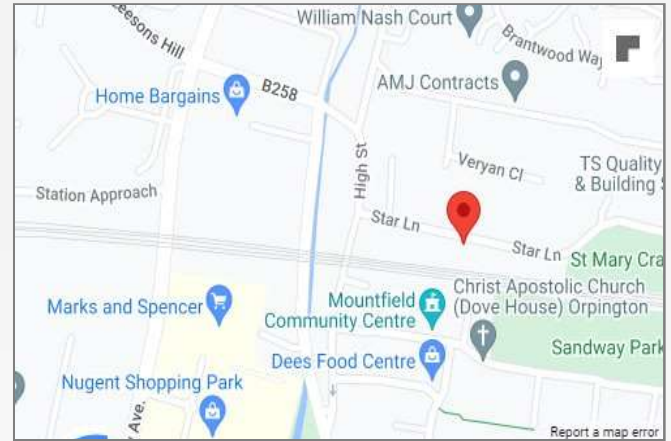 William Nash Court
Leesons Hill
Brantwood Way
B258
AMJ Contracts
Home Bargains
High St
Veryan Cl
TS Quality
& Building
Station Approach
Star Ln
Star Ln
St Mary Cra
Christ Apostolic Church
(Dove House) Orpington
Mountfield
Community Centre
Marks and Spencer
Sandway Park
Dees Food Centre
Nugent Shopping Park
Ave.
Report a map error